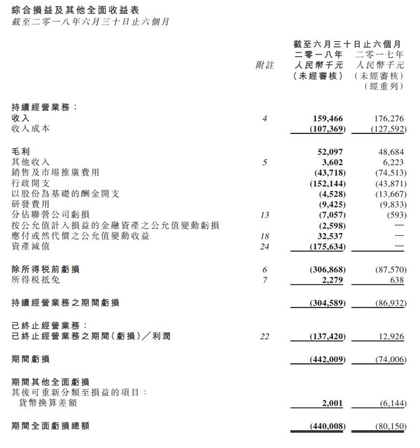 綜合損益及其他全面收益表
截至二零一八年六月三十日止六個月
截至六月三十日止六個月
二零一八年 二零一七年
附註 人民幣千元 人民幣千元
(未經審核) (未經審核)
(經重列)
持續經營業務：
收入 4 159,466 176,276
收入成本 (107,369) (127,592)
毛利 52,097 48,684
其他收入 5 3,602 6,223
銷售及市場推廣費用 (43,718) (74,513)
行政開支 (152,144) (43,871)
以股份為基礎的酬金開支 (4,528) (13,667)
研發費用 (9,425) (9,833)
分佔聯營公司虧損 13 (7,057) (593)
按公允值計入損益的金融資產之公允值變動虧損 (2,598) —
應付或然代價之公允值變動收益 18 32,537 —
資產減值 24 (175,634) —
除所得稅前虧損 6 (306,868) (87,570)
所得稅抵免 7 2,279 638
持續經營業務之期間虧損 (304,589) (86,932)
已終止經營業務：
已終止經營業務之期間(虧損)／利潤 22 (137,420) 12,926
期間虧損 (442,009) (74,006)
期間其他全面虧損
其後可重新分類至損益的項目：
貨幣換算差額 2,001 (6,144)
期間全面虧損總額 (440,008) (80,150)